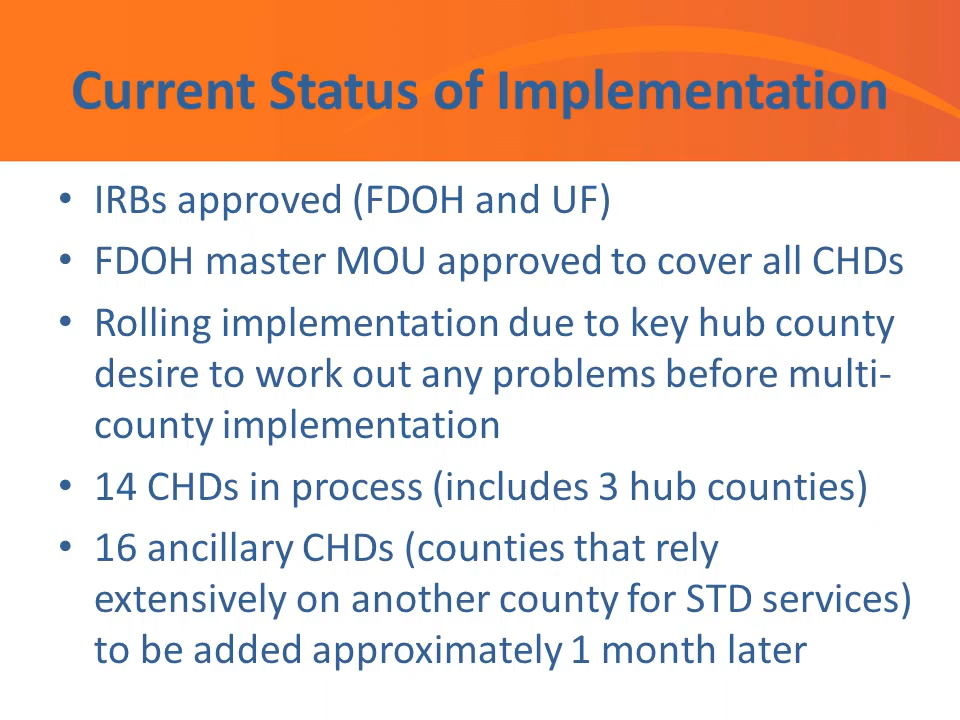 Current Status of Implementation
• IRBs approved (FDOH and UF)
• FDOH master MOU approved to cover all CHDs
• Rolling implementation due to key hub county
desire to work out any problems before multi-
county implementation
• 14 CHDs in process (includes 3 hub counties)
• 16 ancillary CHDs (counties that rely
extensively on another county for STD services)
to be added approximately 1 month later